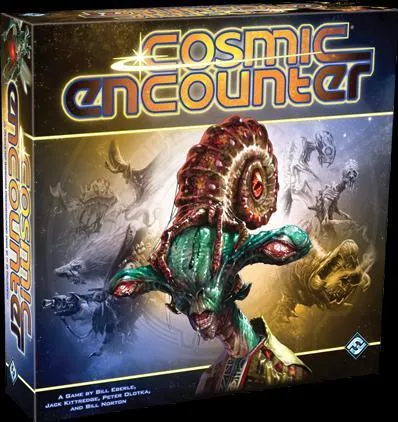 COSMIC
ENCOUNTER
COSMIC ENCOUNTER
A GAME BY BILL EBERLE,
JACK KITTREDGE, PETER OLOTKA,
AND BILL NORTON